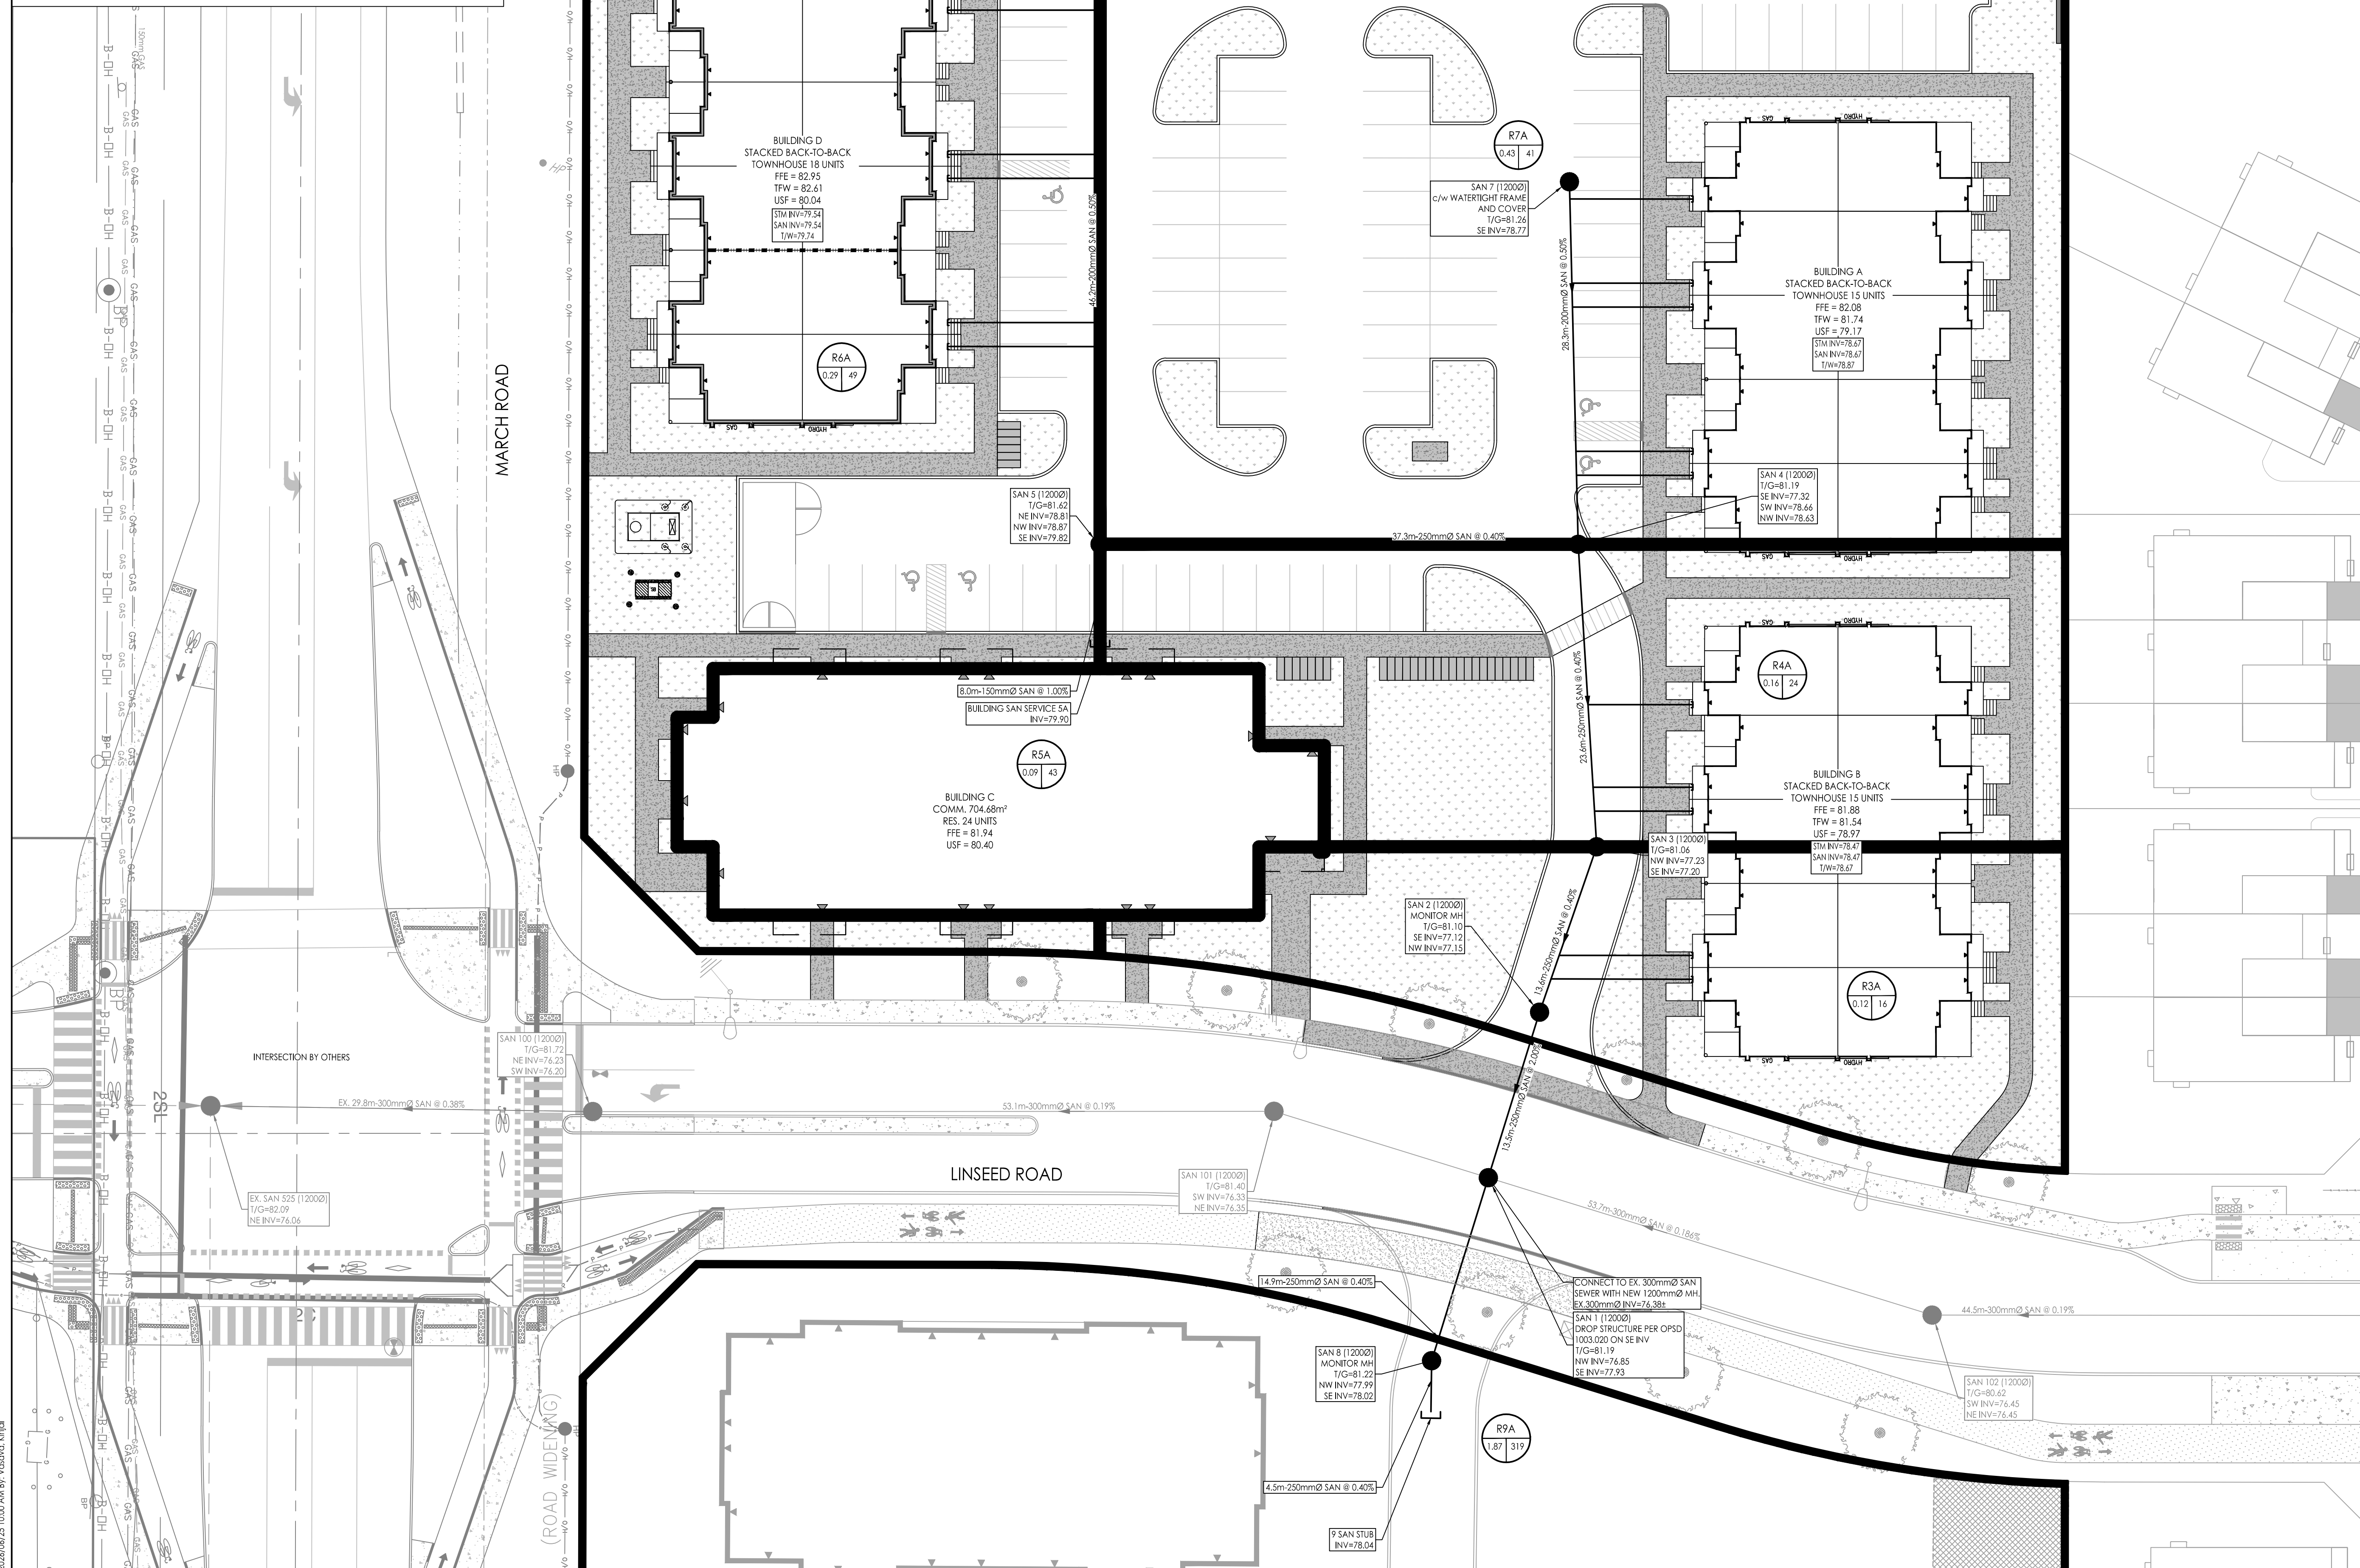 MARCH ROAD
BUILDING D
STACKED BACK-TO-BACK
TOWNHOUSE 18 UNITS
FFE = 82.95
TFW = 82.61
USF = 80.04
STM INV=79.54
SAN INV=79.54
T/W=79.74
GAS
HYDRO
R6A
0.29 49
46.2m-200mmØ SAN @ 0.50%
R7A
0.43 41
SAN 7 (1200Ø)
c/w WATERTIGHT FRAME
AND COVER
T/G=81.26
SE INV=78.77
28.3m-200mmØ SAN @ 0.50%
GAS
HYDRO
BUILDING A
STACKED BACK-TO-BACK
TOWNHOUSE 15 UNITS
FFE = 82.08
TFW = 81.74
USF = 79.17
STM INV=78.67
SAN INV=78.67
T/W=78.87
GAS
HYDRO
SAN 5 (1200Ø)
T/G=81.62
NE INV=78.81
NW INV=78.87
SE INV=79.82
37.3m-250mmØ SAN @ 0.40%
SAN 4 (1200Ø)
T/G=81.19
SE INV=77.32
SW INV=78.66
NW INV=78.63
8.0m-150mmØ SAN @ 1.00%
BUILDING SAN SERVICE 5A
INV=79.90
R5A
0.09 43
BUILDING C
COMM. 704.68m²
RES. 24 UNITS
FFE = 81.94
USF = 80.40
23.6m-250mmØ SAN @ 0.40%
GAS
HYDRO
R4A
0.16 24
BUILDING B
STACKED BACK-TO-BACK
TOWNHOUSE 15 UNITS
FFE = 81.88
TFW = 81.54
USF = 78.97
STM INV=78.47
SAN INV=78.47
T/W=78.67
SAN 3 (1200Ø)
T/G=81.06
NW INV=77.23
SE INV=77.20
SAN 2 (1200Ø)
MONITOR MH
T/G=81.10
SE INV=77.12
NW INV=77.15
13.6m-250mmØ SAN @ 0.40%
R3A
0.12 16
GAS
HYDRO
13.5m-250mmØ SAN @ 2.00%
INTERSECTION BY OTHERS
SAN 100 (1200Ø)
T/G=81.72
NE INV=76.23
SW INV=76.20
EX. 29.8m-300mmØ SAN @ 0.38%
53.1m-300mmØ SAN @ 0.19%
LINSEED ROAD
SAN 101 (1200Ø)
T/G=81.40
SW INV=76.33
NE INV=76.35
EX. SAN 525 (1200Ø)
T/G=82.09
NE INV=76.06
53.7m-300mmØ SAN @ 0.186%
14.9m-250mmØ SAN @ 0.40%
CONNECT TO EX. 300mmØ SAN
SEWER WITH NEW 1200mmØ MH.
EX.300mmØ INV=76.38±
SAN 1 (1200Ø)
DROP STRUCTURE PER OPSD
1003.020 ON SE INV
T/G=81.19
NW INV=76.85
SE INV=77.93
44.5m-300mmØ SAN @ 0.19%
SAN 8 (1200Ø)
MONITOR MH
T/G=81.22
NW INV=77.99
SE INV=78.02
SAN 102 (1200Ø)
T/G=80.62
SW INV=76.45
NE INV=76.45
R9A
1.87 319
4.5m-250mmØ SAN @ 0.40%
9 SAN STUB
INV=78.04
(ROAD WIDENING)
150mm GAS
2SL
HP
HP
BP